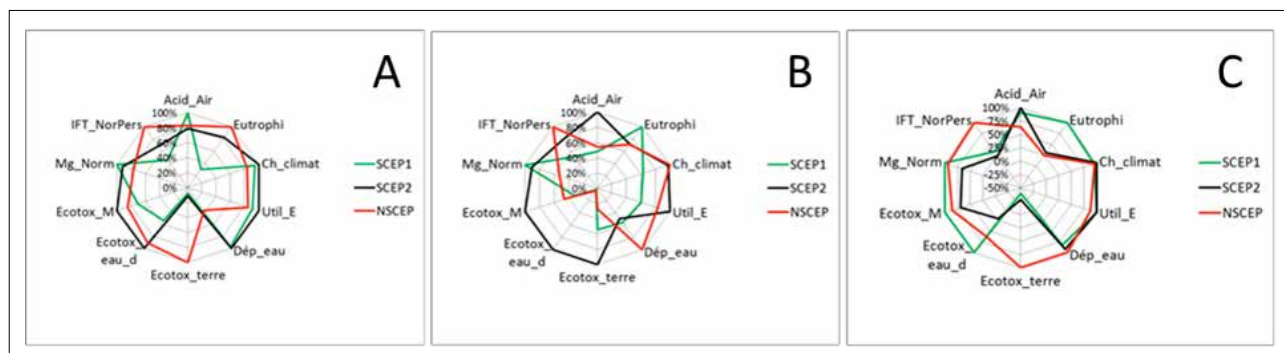 A
Acid_Air
100%
80%
60%
40%
20%
0%
IFT_NorPers
Eutrophi
Mg_Norm
Ch_climat
Ecotox_M
Util_E
Ecotox_
eau_d
Dép_eau
Ecotox_terre
SCEP1
SCEP2
NSCEP
B
Acid_Air
100%
80%
60%
40%
20%
0%
IFT_NorPers
Eutrophi
Mg_Norm
Ch_climat
Ecotox_M
Util_E
Ecotox_
eau_d
Dép_eau
Ecotox_terre
SCEP1
SCEP2
NSCEP
C
Acid_Air
100%
75%
50%
25%
0%
-25%
-50%
IFT_NorPers
Eutrophi
Mg_Norm
Ch_climat
Ecotox_M
Util_E
Ecotox_
eau_d
Dép_eau
Ecotox_terre
SCEP1
SCEP2
NSCEP